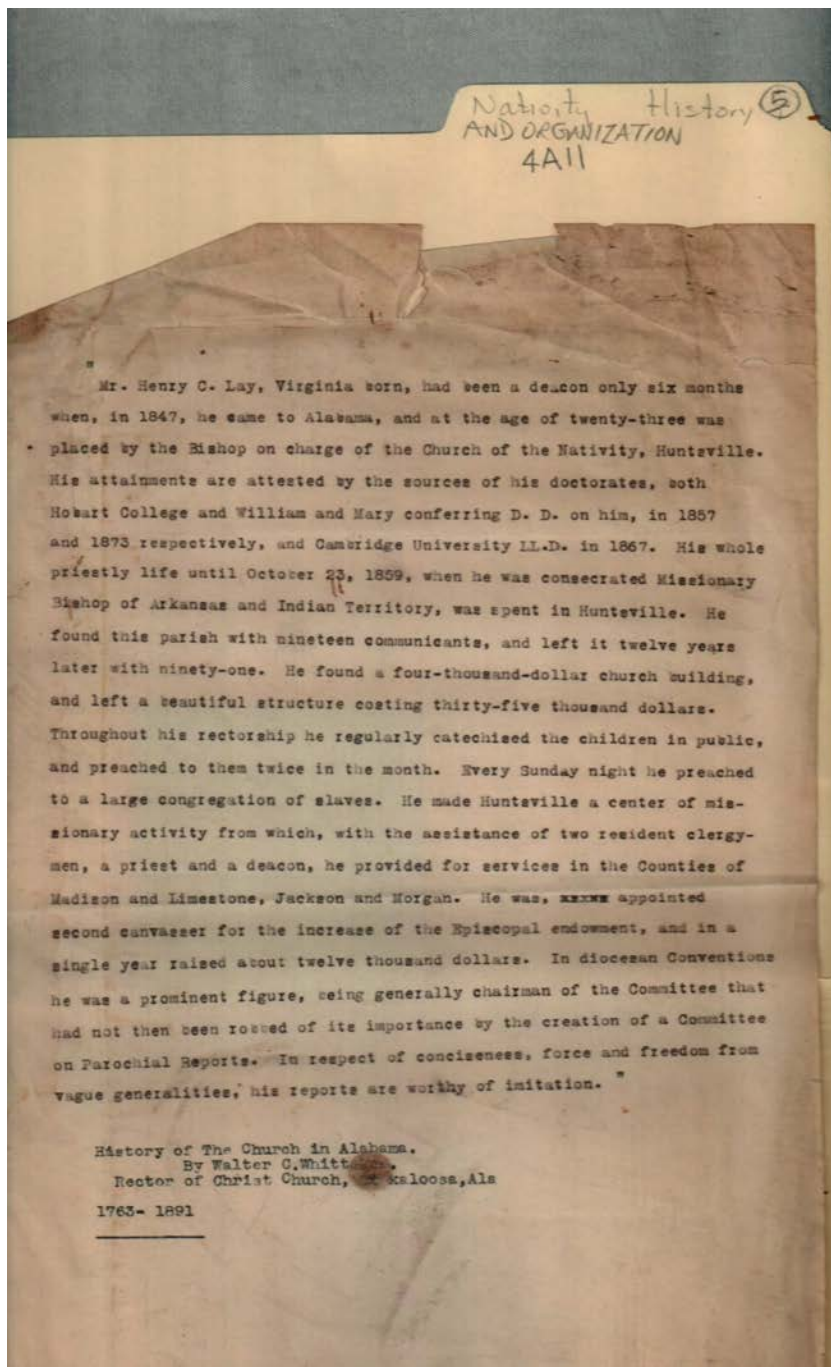 Nativity History 5
AND ORGANIZATION
4A11
Mr. Henry C. Lay, Virginia born, had been a deacon only six months
when, in 1847, he came to Alabama, and at the age of twenty-three was
placed by the Bishop on charge of the Church of the Nativity, Huntsville.
His attainments are attested by the sources of his doctorates, both
Hobart College and William and Mary conferring D. D. on him, in 1857
and 1873 respectively, and Cambridge University LL.D. in 1867. His whole
priestly life until October 23, 1859, when he was consecrated Missionary
Bishop of Arkansas and Indian Territory, was spent in Huntsville. He
found this parish with nineteen communicants, and left it twelve years
later with ninety-one. He found a four-thousand-dollar church building,
and left a beautiful structure costing thirty-five thousand dollars.
Throughout his rectorship he regularly catechised the children in public,
and preached to them twice in the month. Every Sunday night he preached
to a large congregation of slaves. He made Huntsville a center of mis-
sionary activity from which, with the assistance of two resident clergy-
men, a priest and a deacon, he provided for services in the Counties of
Madison and Limestone, Jackson and Morgan. He was, appointed
second canvasser for the increase of the Episcopal endowment, and in a
single year raised about twelve thousand dollars. In diocesan Conventions
he was a prominent figure, being generally chairman of the Committee that
had not then been robbed of its importance by the creation of a Committee
on Parochial Reports. In respect of conciseness, force and freedom from
vague generalities, his reports are worthy of imitation. "
History of The Church in Alabama.
By Walter C.
Rector of Christ Church, kaloosa,Ala
1763- 1891